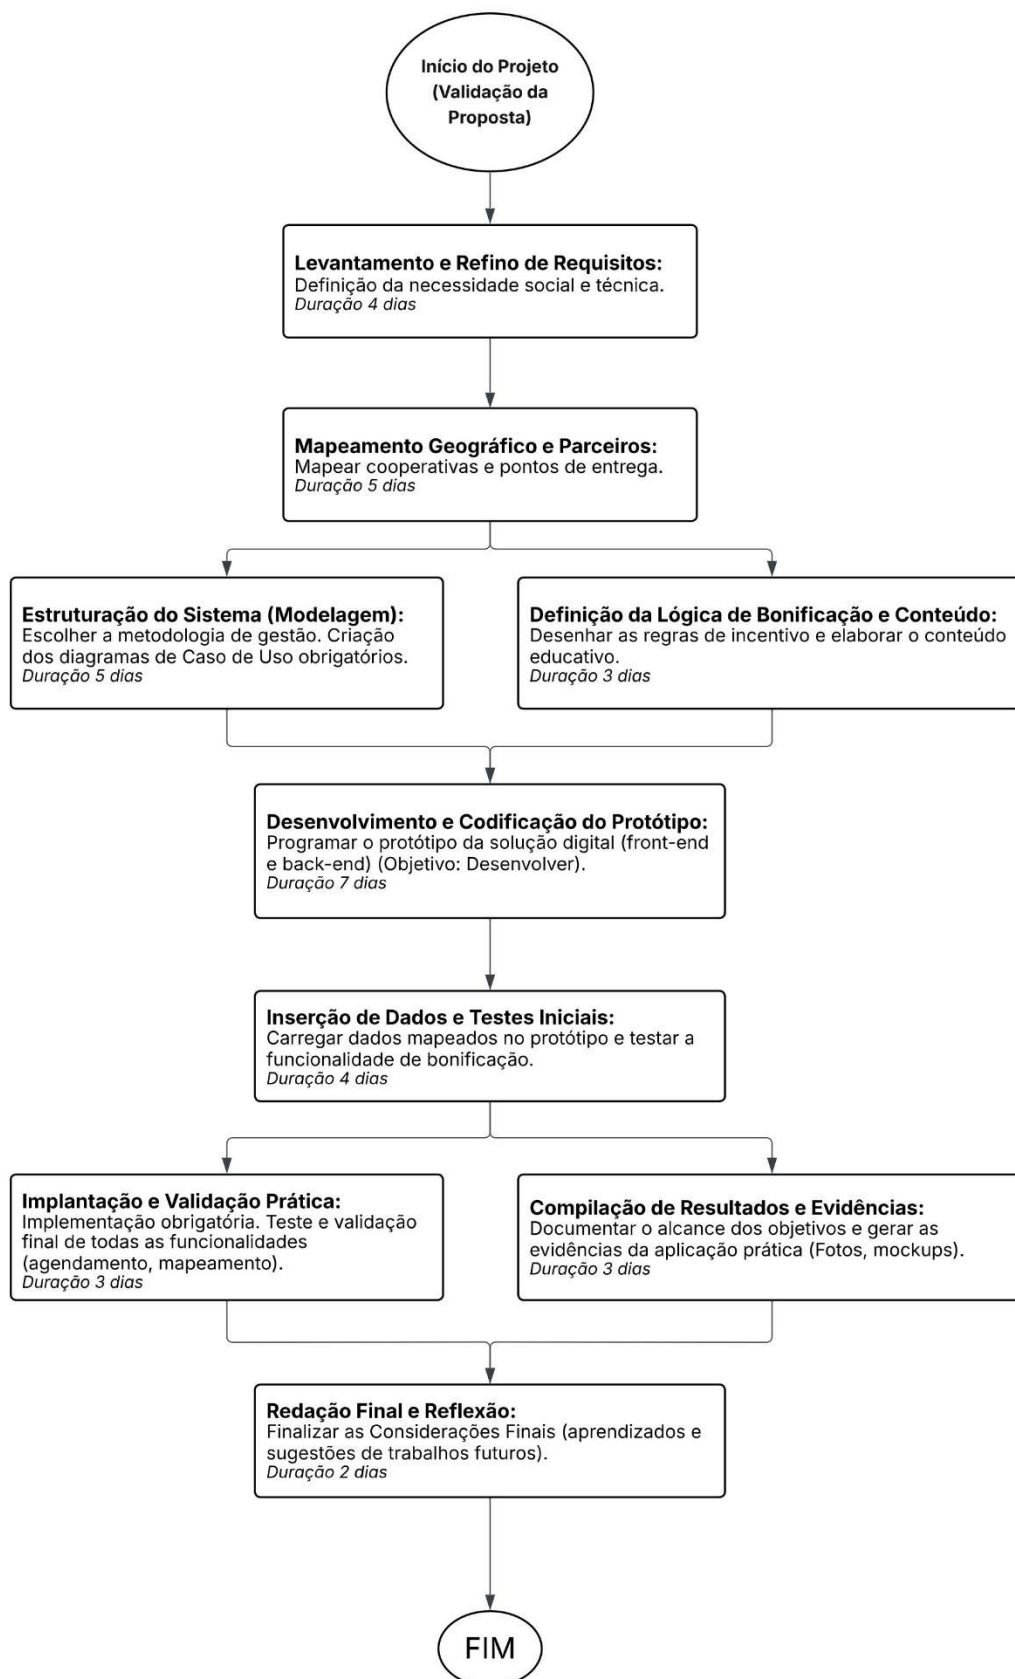 Início do Projeto
(Validação da
Proposta)
Levantamento e Refino de Requisitos:
Definição da necessidade social e técnica.
Duração 4 dias
Mapeamento Geográfico e Parceiros:
Mapear cooperativas e pontos de entrega.
Duração 5 dias
Estruturação do Sistema (Modelagem):
Escolher a metodologia de gestão. Criação
dos diagramas de Caso de Uso obrigatórios.
Duração 5 dias
Definição da Lógica de Bonificação e Conteúdo:
Desenhar as regras de incentivo e elaborar o conteúdo
educativo.
Duração 3 dias
Desenvolvimento e Codificação do Protótipo:
Programar o protótipo da solução digital (front-end
e back-end) (Objetivo: Desenvolver).
Duração 7 dias
Inserção de Dados e Testes Iniciais:
Carregar dados mapeados no protótipo e testar a
funcionalidade de bonificação.
Duração 4 dias
Implantação e Validação Prática:
Implementação obrigatória. Teste e validação
final de todas as funcionalidades
(agendamento, mapeamento).
Duração 3 dias
Compilação de Resultados e Evidências:
Documentar o alcance dos objetivos e gerar as
evidências da aplicação prática (Fotos, mockups).
Duração 3 dias
Redação Final e Reflexão:
Finalizar as Considerações Finais (aprendizados e
sugestões de trabalhos futuros).
Duração 2 dias
FIM